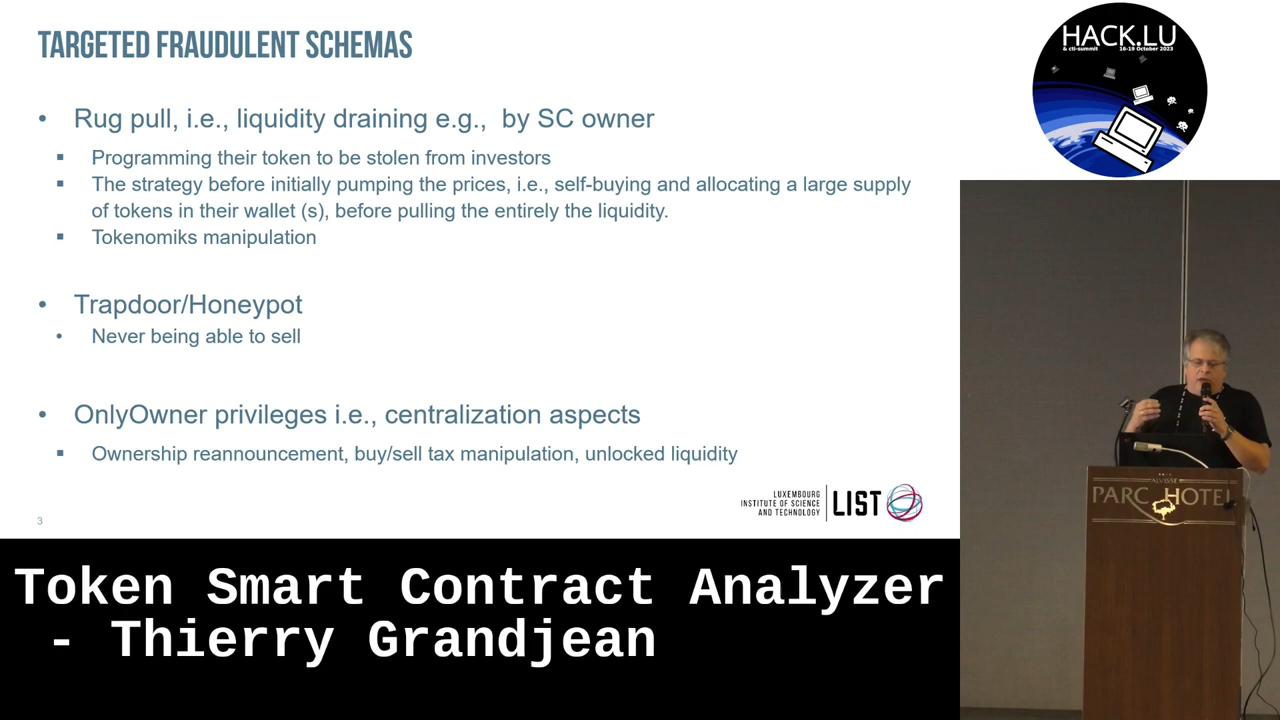 TARGETED FRAUDULENT SCHEMAS
• Rug pull, i.e., liquidity draining e.g., by SC owner
▪ Programming their token to be stolen from investors
▪ The strategy before initially pumping the prices, i.e., self-buying and allocating a large supply
of tokens in their wallet (s), before pulling the entirely the liquidity.
▪ Tokenomiks manipulation
• Trapdoor/Honeypot
• Never being able to sell
• OnlyOwner privileges i.e., centralization aspects
▪ Ownership reannouncement, buy/sell tax manipulation, unlocked liquidity
LUXEMBOURG
INSTITUTE OF SCIENCE
AND TECHNOLOGY
LIST
3
HACK.LU
& cti-summit 16-19 October 2023
ALVISSE
PARC HOTEL
Token Smart Contract Analyzer
- Thierry Grandjean